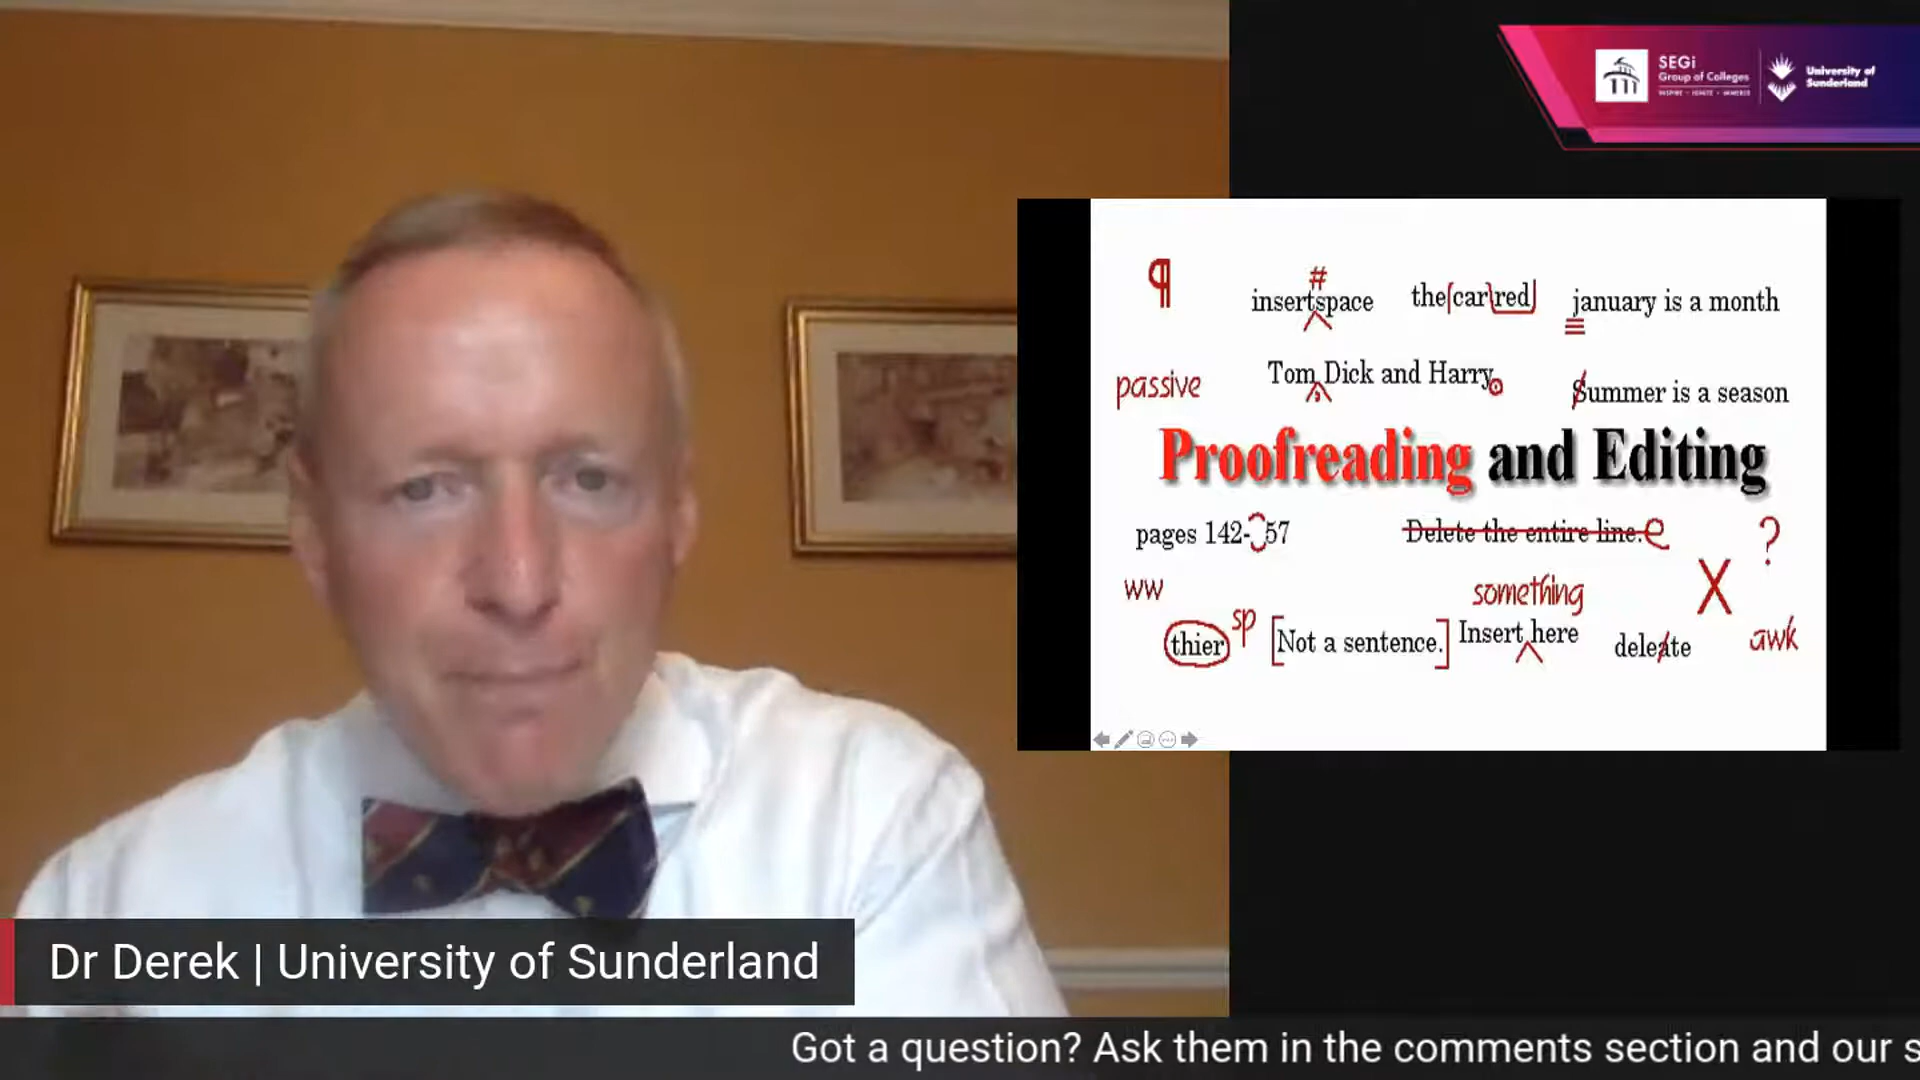 SEGi
Group of Colleges
INSPIRE • IGNITE • IMMERSE
University of
Sunderland
¶
#
insertspace
the car red
january is a month
passive
Tom Dick and Harry
,
Summer is a season
Proofreading and Editing
pages 142- 57
Delete the entire line.
?
ww
something
X
thier
sp
[Not a sentence.]
Insert here
deleate
awk
Dr Derek | University of Sunderland
Got a question? Ask them in the comments section and our s